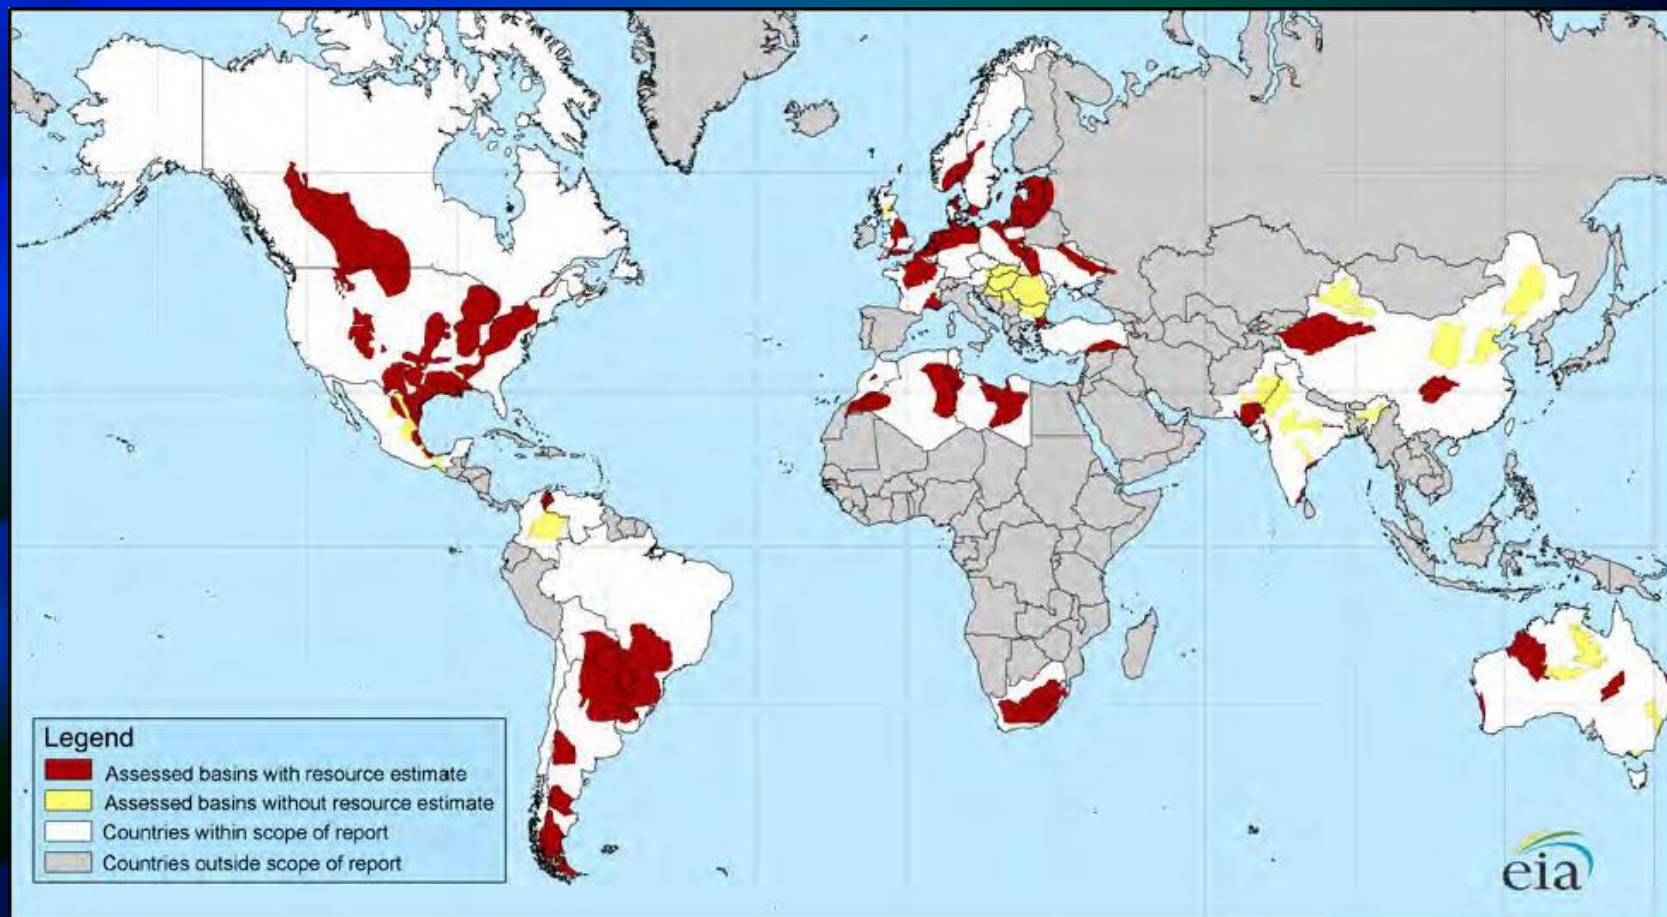 Legend
Assessed basins with resource estimate
Assessed basins without resource estimate
Countries within scope of report
Countries outside scope of report
eia